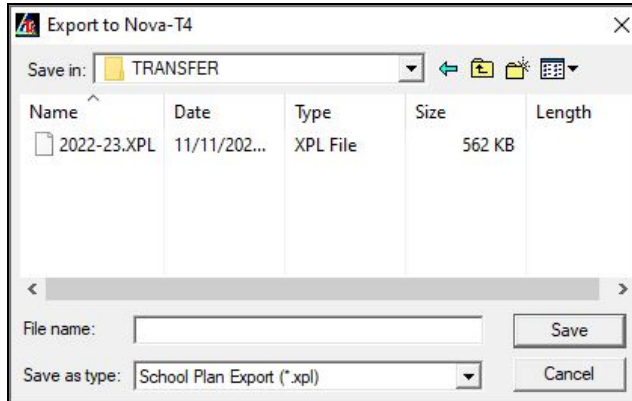 Export to Nova-T4
Save in: TRANSFER
Name Date Type Size Length
2022-23.XPL 11/11/202... XPL File 562 KB
File name: Save
Save as type: School Plan Export (*.xpl) Cancel